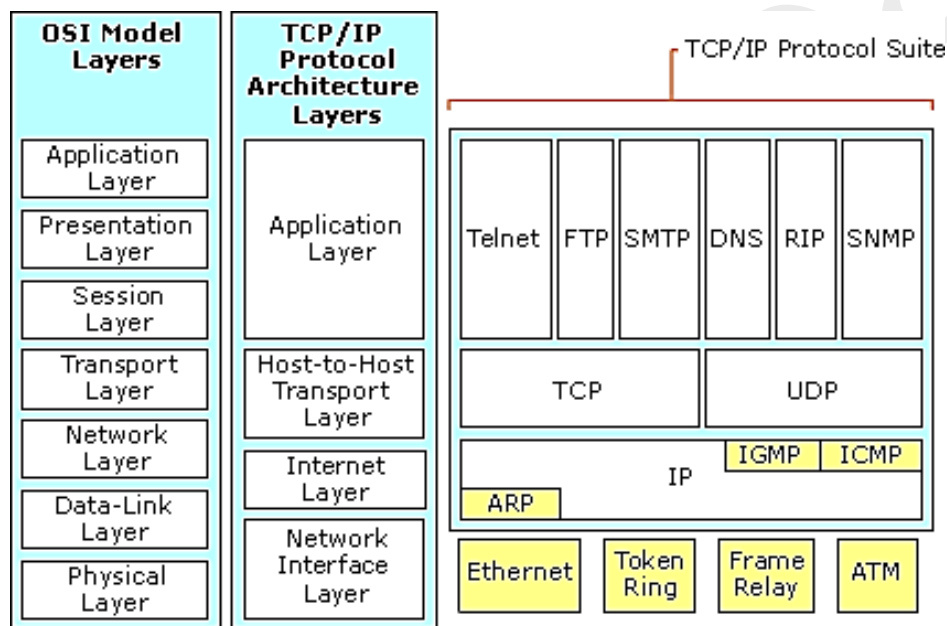 OSI Model
Layers
Application
Layer
Presentation
Layer
Session
Layer
Transport
Layer
Network
Layer
Data-Link
Layer
Physical
Layer
TCP/IP
Protocol
Architecture
Layers
Application
Layer
Host-to-Host
Transport
Layer
Internet
Layer
Network
Interface
Layer
TCP/IP Protocol Suite
Telnet
FTP
SMTP
DNS
RIP
SNMP
TCP
UDP
IP
IGMP
ICMP
ARP
Ethernet
Token
Ring
Frame
Relay
ATM